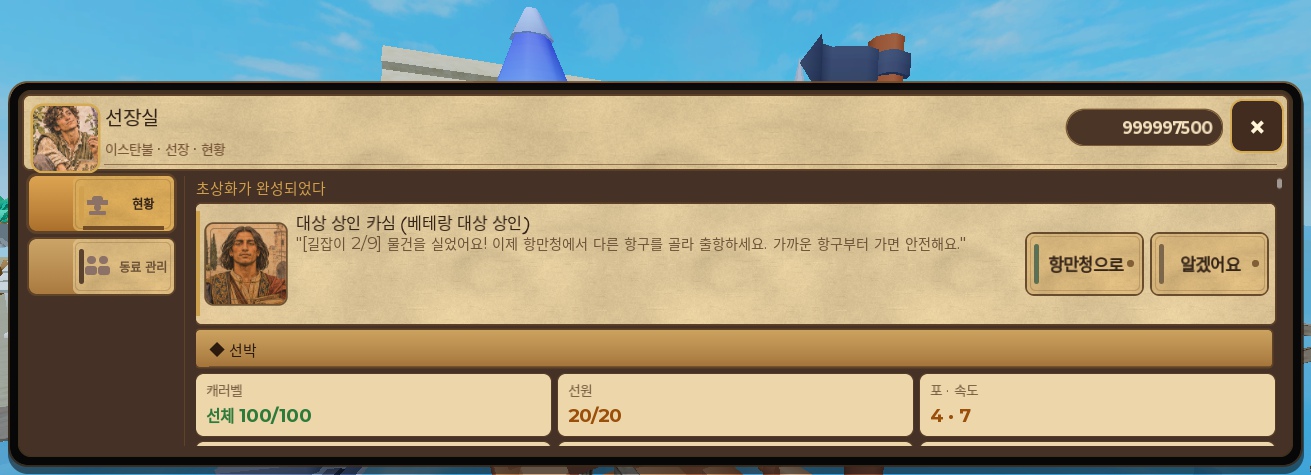 선장실
이스탄불 · 선장 · 현황
999997500
×
현황
동료 관리
초상화가 완성되었다
대상 상인 카심 (베테랑 대상 상인)
"[길잡이 2/9] 물건을 실었어요! 이제 항만청에서 다른 항구를 골라 출항하세요. 가까운 항구부터 가면 안전해요."
항만청으로
알겠어요
◆ 선박
캐러벨
선체 100/100
선원
20/20
포 · 속도
4 · 7